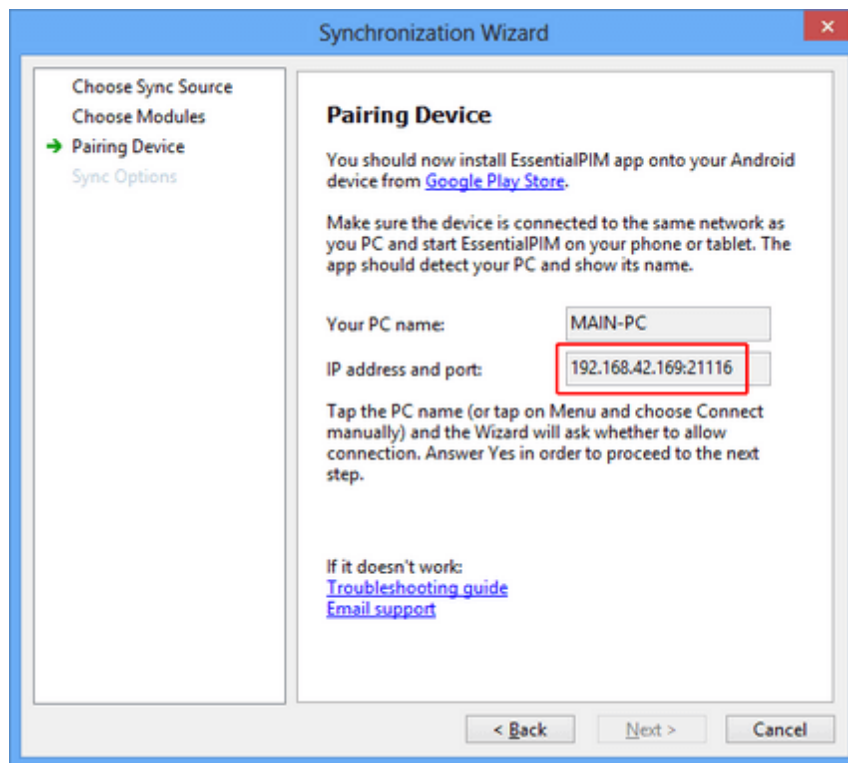 Synchronization Wizard
Choose Sync Source
Choose Modules
Pairing Device
Sync Options
Pairing Device
You should now install EssentialPIM app onto your Android
device from Google Play Store.
Make sure the device is connected to the same network as
you PC and start EssentialPIM on your phone or tablet. The
app should detect your PC and show its name.
Your PC name: MAIN-PC
IP address and port: 192.168.42.169:21116
Tap the PC name (or tap on Menu and choose Connect
manually) and the Wizard will ask whether to allow
connection. Answer Yes in order to proceed to the next
step.
If it doesn't work:
Troubleshooting guide
Email support
< Back Next > Cancel